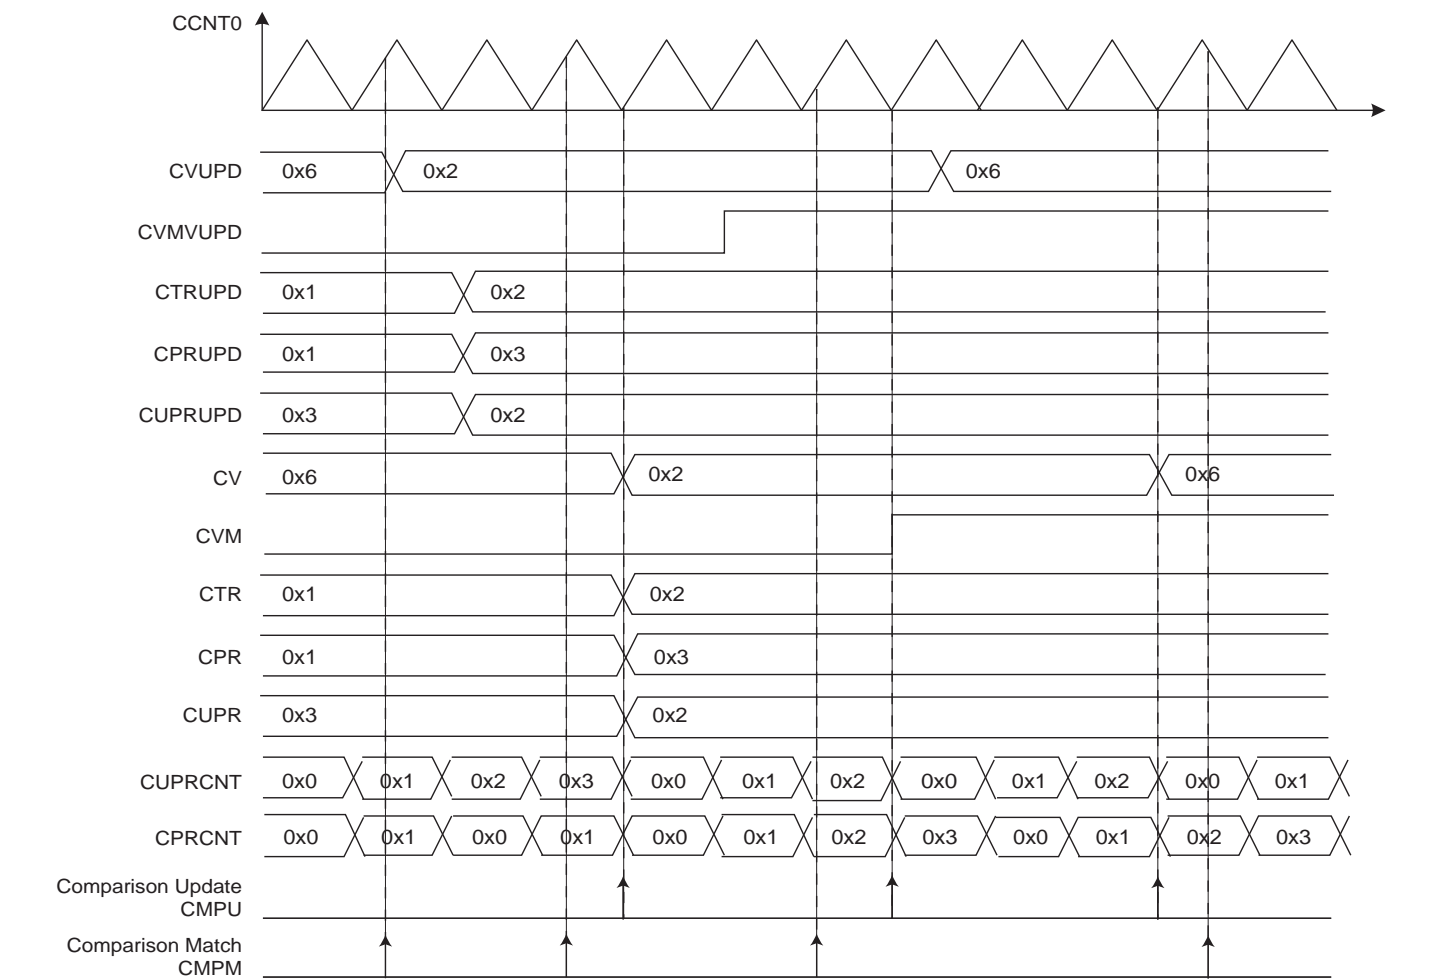 CCNT0
CVUPD 0x6 0x2 0x6
CVMVUPD
CTRUPD 0x1 0x2
CPRUPD 0x1 0x3
CUPRUPD 0x3 0x2
CV 0x6 0x2 0x6
CVM
CTR 0x1 0x2
CPR 0x1 0x3
CUPR 0x3 0x2
CUPRCNT 0x0 0x1 0x2 0x3 0x0 0x1 0x2 0x0 0x1 0x2 0x0 0x1
CPRCNT 0x0 0x1 0x0 0x1 0x0 0x1 0x2 0x3 0x0 0x1 0x2 0x3
Comparison Update
CMPU
Comparison Match
CMPM